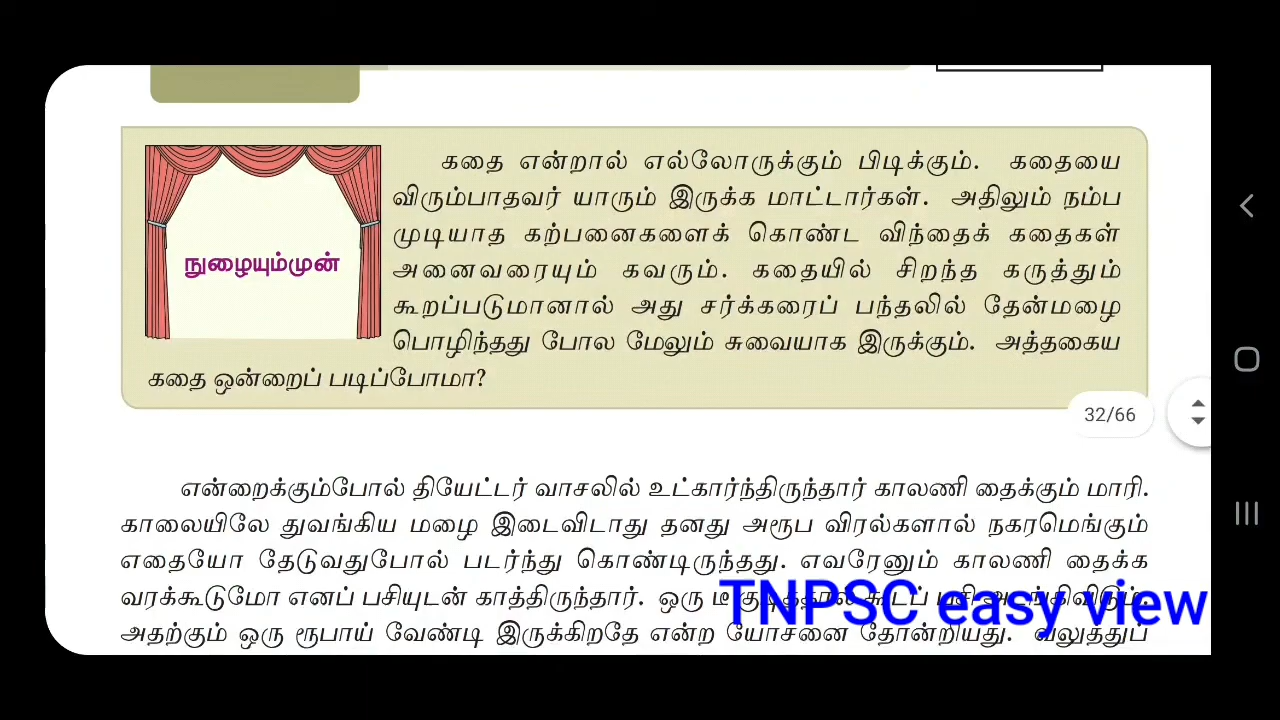 கதை என்றால் எல்லோருக்கும் பிடிக்கும். கதையை
விரும்பாதவர் யாரும் இருக்க மாட்டார்கள். அதிலும் நம்ப
முடியாத கற்பனைகளைக் கொண்ட விந்தைக் கதைகள்
நுழையும்முன்
அனைவரையும் கவரும். கதையில் சிறந்த கருத்தும்
கூறப்படுமானால் அது சர்க்கரைப் பந்தலில் தேன்மழை
பொழிந்தது போல மேலும் சுவையாக இருக்கும். அத்தகைய
கதை ஒன்றைப் படிப்போமா?
32/66
என்றைக்கும்போல் தியேட்டர் வாசலில் உட்கார்ந்திருந்தார் காலணி தைக்கும் மாரி.
காலையிலே துவங்கிய மழை இடைவிடாது தனது அரூப விரல்களால் நகரமெங்கும்
எதையோ தேடுவதுபோல் படர்ந்து கொண்டிருந்தது. எவரேனும் காலணி தைக்க
வரக்கூடுமோ எனப் பசியுடன் காத்திருந்தார். ஒரு டீ
TNPSC easy view
அதற்கும் ஒரு ரூபாய் வேண்டி இருக்கிறதே என்ற யோசனை தோன்றியது. வலுத்துப்